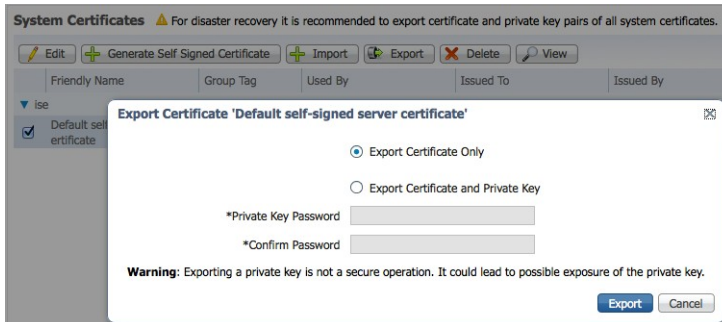 System Certificates For disaster recovery it is recommended to export certificate and private key pairs of all system certificates.
Edit Generate Self Signed Certificate Import Export Delete View
Friendly Name Group Tag Used By Issued To Issued By
ise
Default self
ertificate
Export Certificate 'Default self-signed server certificate'
Export Certificate Only
Export Certificate and Private Key
*Private Key Password
*Confirm Password
Warning: Exporting a private key is not a secure operation. It could lead to possible exposure of the private key.
Export Cancel